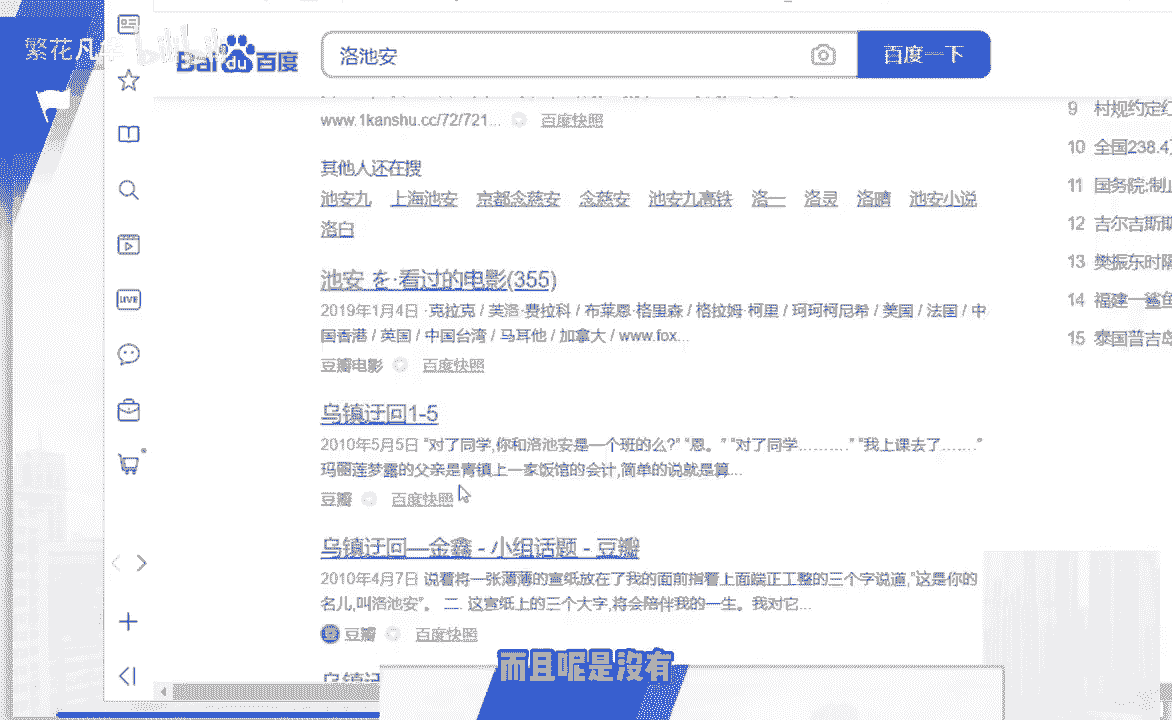 繁花凡
Bai du 百度
洛池安
百度一下
www.1kanshu.cc/72/721... 百度快照
其他人还在搜
池安九 上海池安 京都念慈安 念慈安 池安九高铁 洛一 洛灵 洛晴 池安小说
洛白
池安 を·看过的电影(355)
2019年1月4日 ·克拉克 / 英洛·费拉科 / 布莱恩·格里森 / 格拉姆·柯里 / 珂珂柯尼希 / 美国 / 法国 / 中
国香港 / 英国 / 中国台湾 / 马耳他 / 加拿大 / www.fox...
豆瓣电影 百度快照
乌镇迂回1-5
2010年5月5日 “对了同学,你和洛池安是一个班的么?” “恩。” “对了同学………..” “我上课去了…….”
玛丽莲梦露的父亲是青镇上一家饭馆的会计,简单的说就是算...
豆瓣 百度快照
乌镇迂回—金鑫 - 小组话题 - 豆瓣
2010年4月7日 说着将一张薄薄的宣纸放在了我的面前指着上面端正工整的三个字说道,“这是你的
名儿,叫洛池安”。 二. 这宣纸上的三个大字,将会陪伴我的一生。我对它...
豆瓣 百度快照
9 村规约定红
10 全国238.4
11 国务院:制止
12 吉尔吉斯斯
13 樊振东时隔
14 福建一鲨鱼
15 泰国普吉岛
LIVE
而且呢是沒有